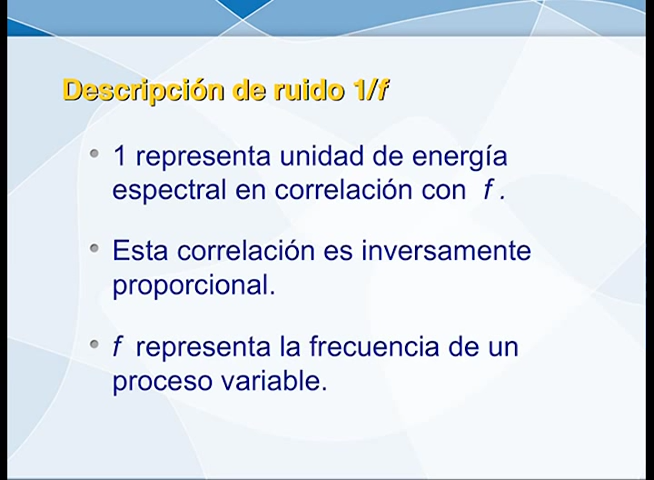 Descripción de ruido 1/f
1 representa unidad de energía
espectral en correlación con f .
Esta correlación es inversamente
proporcional.
f representa la frecuencia de un
proceso variable.